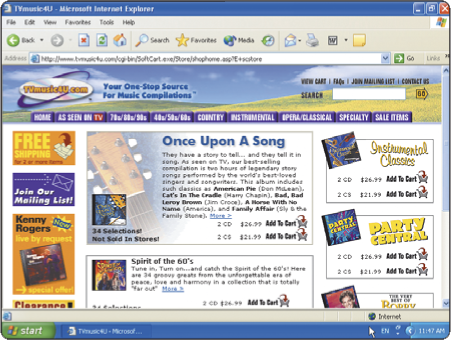 TVmusic4U - Microsoft Internet Explorer
File Edit View Favorites Tools Help
Back Search Favorites Media
Address http://www.tvmusic4u.com/cgi-bin/SoftCart.exe/Store/shophome.asp?E+scstore Go Links
TVmusic4U.com
Your One-Stop Source
For Music Compilations
VIEW CART | FAQs | JOIN MAILING LIST | CONTACT US
SEARCH GO
HOME AS SEEN ON TV 70s/80s/90s 40s/50s/60s COUNTRY INSTRUMENTAL OPERA/CLASSICAL SPECIALTY SALE ITEMS
FREE
SHIPPING
for 2 or more items
Join Our
Mailing List!
Kenny
Rogers
live by request
special offer!
Clearance
34 Selections!
Not Sold In Stores!
Once Upon A Song
They have a story to tell... and they tell it in
song. As seen on TV, our best-selling
compilation is two hours of legendary story
songs performed by the world's best-loved
singers and songwriters. This album includes
such classics as American Pie (Don McLean),
Cat's In The Cradle (Harry Chapin), Bad, Bad
Leroy Brown (Jim Croce), A Horse With No
Name (America), and Family Affair (Sly & the
Family Stone). More >
2 CD $26.99 Add To Cart
2 CS $21.99 Add To Cart
Spirit of the 60's
Tune in, Turn on...and catch the Spirit of the 60's! Here
are 34 groovy greats from the unforgettable era of
peace, love and harmony in a collection that is totally
"far out" More >
2 CD $26.99 Add To Cart
34 Selections
Instrumental
Classics
2 CD $26.99 Add To Cart
2 CS $21.99 Add To Cart
PARTY
CENTRAL
PARTY
CENTRAL
2 CD $26.99 Add To Cart
2 CS $21.99 Add To Cart
THE VERY
BEST OF
BOBBY
Internet
start TVmusic4U - Microsof... EN 11:47 AM